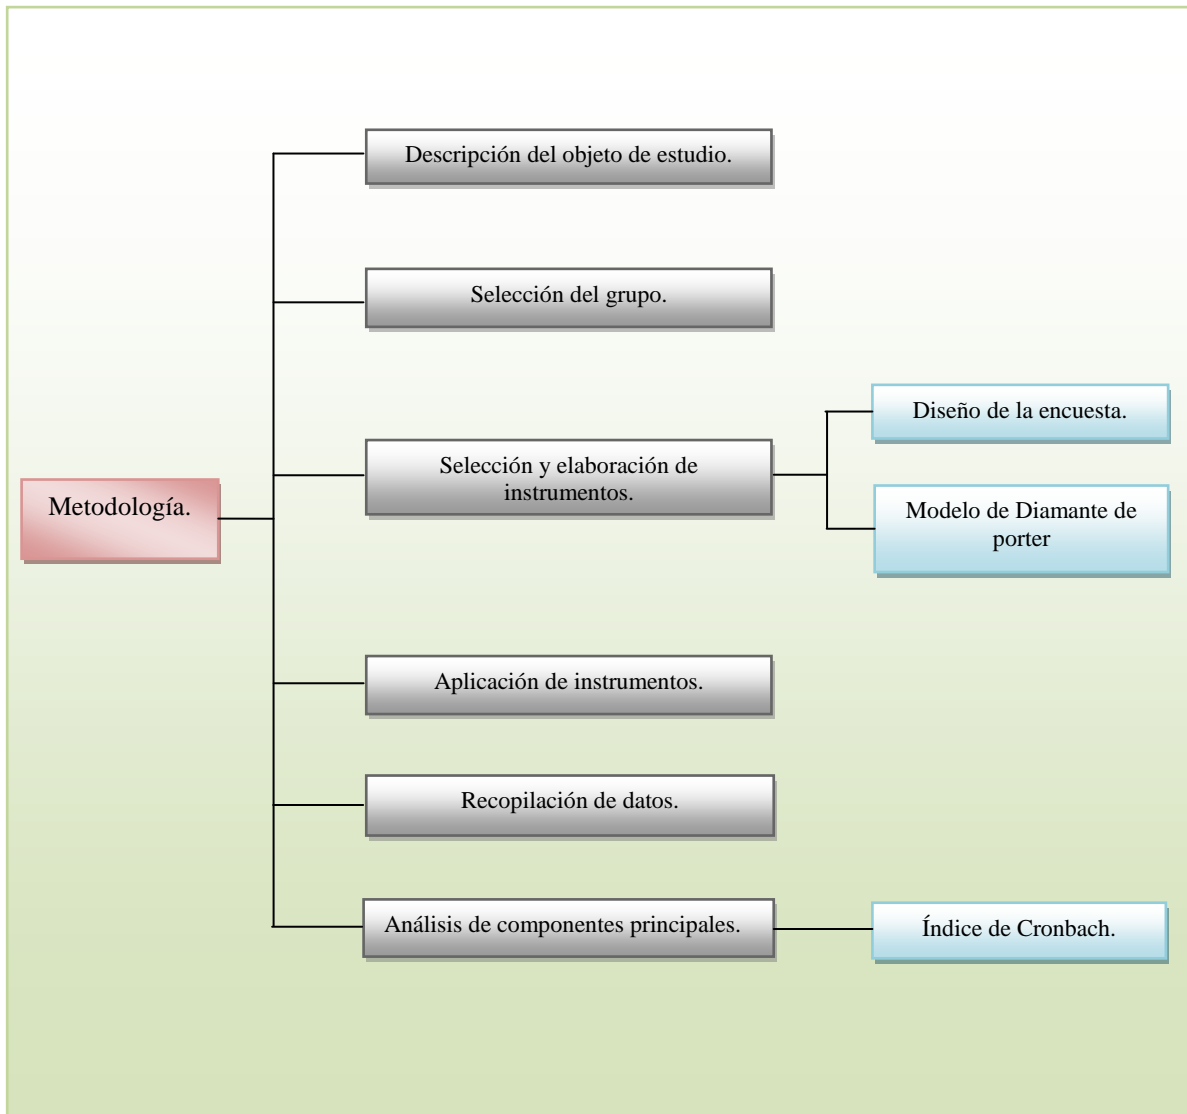 Descripción del objeto de estudio.
Selección del grupo.
Selección y elaboración de
instrumentos.
Diseño de la encuesta.
Modelo de Diamante de
porter
Metodología.
Aplicación de instrumentos.
Recopilación de datos.
Análisis de componentes principales.
Índice de Cronbach.